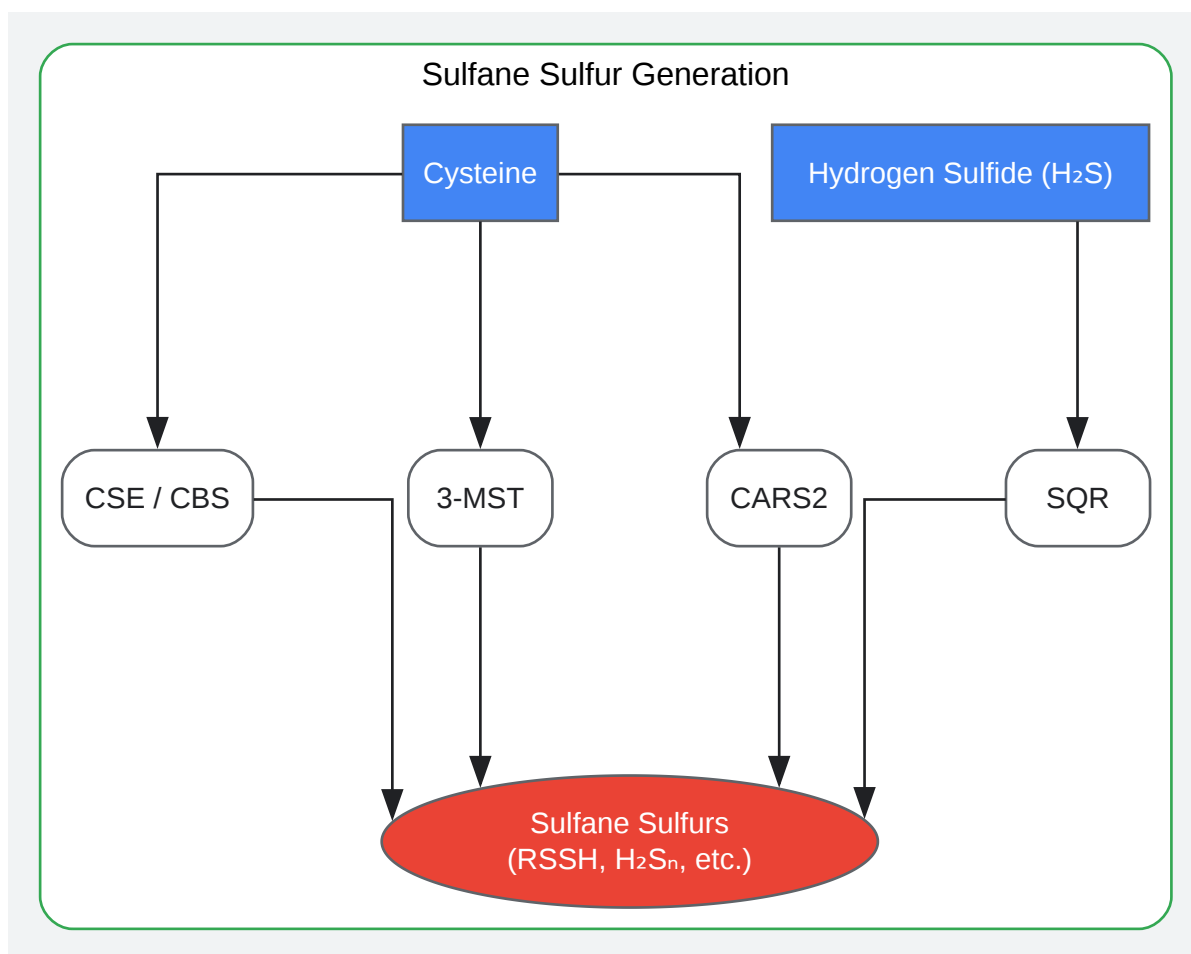 Sulfane Sulfur Generation
Cysteine
Hydrogen Sulfide (H₂S)
CSE / CBS
3-MST
CARS2
SQR
Sulfane Sulfurs
(RSSH, H₂Sₙ, etc.)